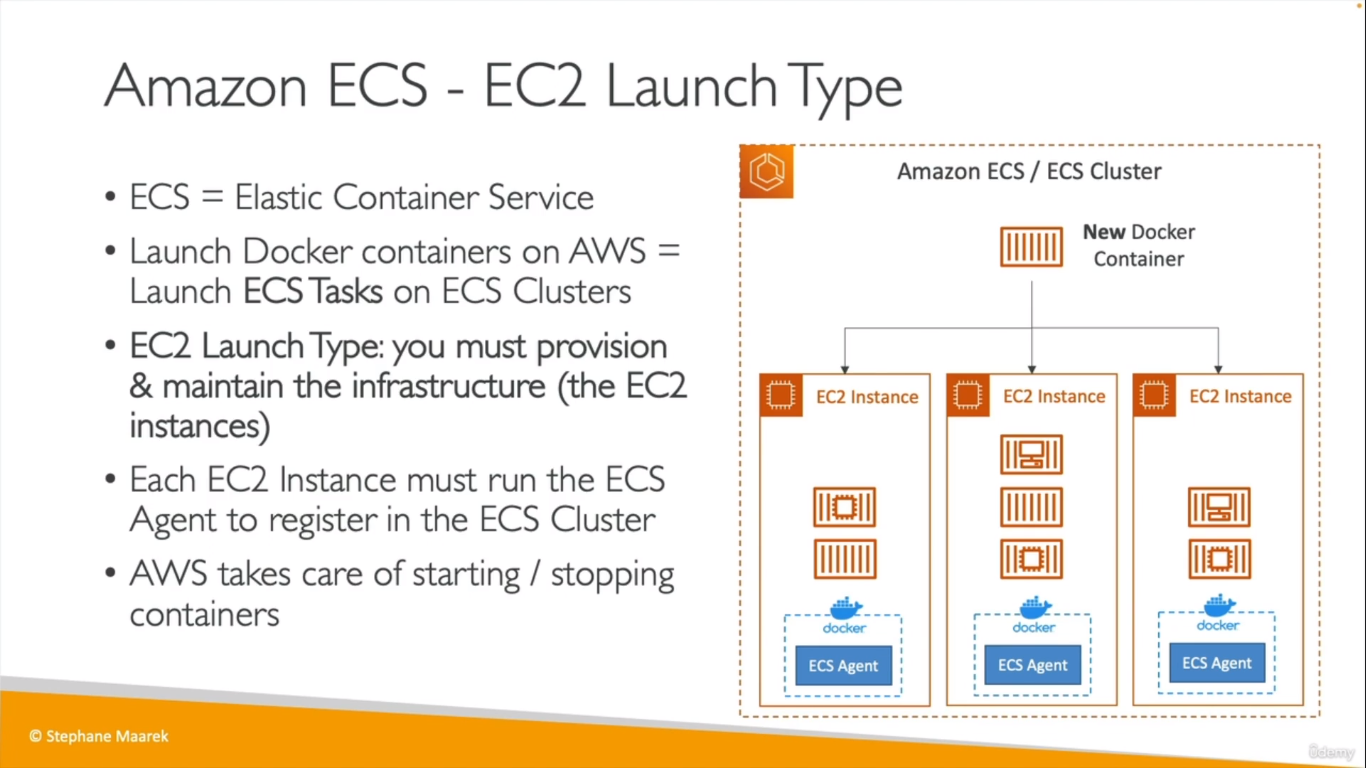 Amazon ECS - EC2 Launch Type
• ECS = Elastic Container Service
• Launch Docker containers on AWS =
Launch ECS Tasks on ECS Clusters
• EC2 Launch Type: you must provision
& maintain the infrastructure (the EC2
instances)
• Each EC2 Instance must run the ECS
Agent to register in the ECS Cluster
• AWS takes care of starting / stopping
containers
Amazon ECS / ECS Cluster
New Docker
Container
EC2 Instance
EC2 Instance
EC2 Instance
docker
docker
docker
ECS Agent
ECS Agent
ECS Agent
© Stephane Maarek
ûdemy